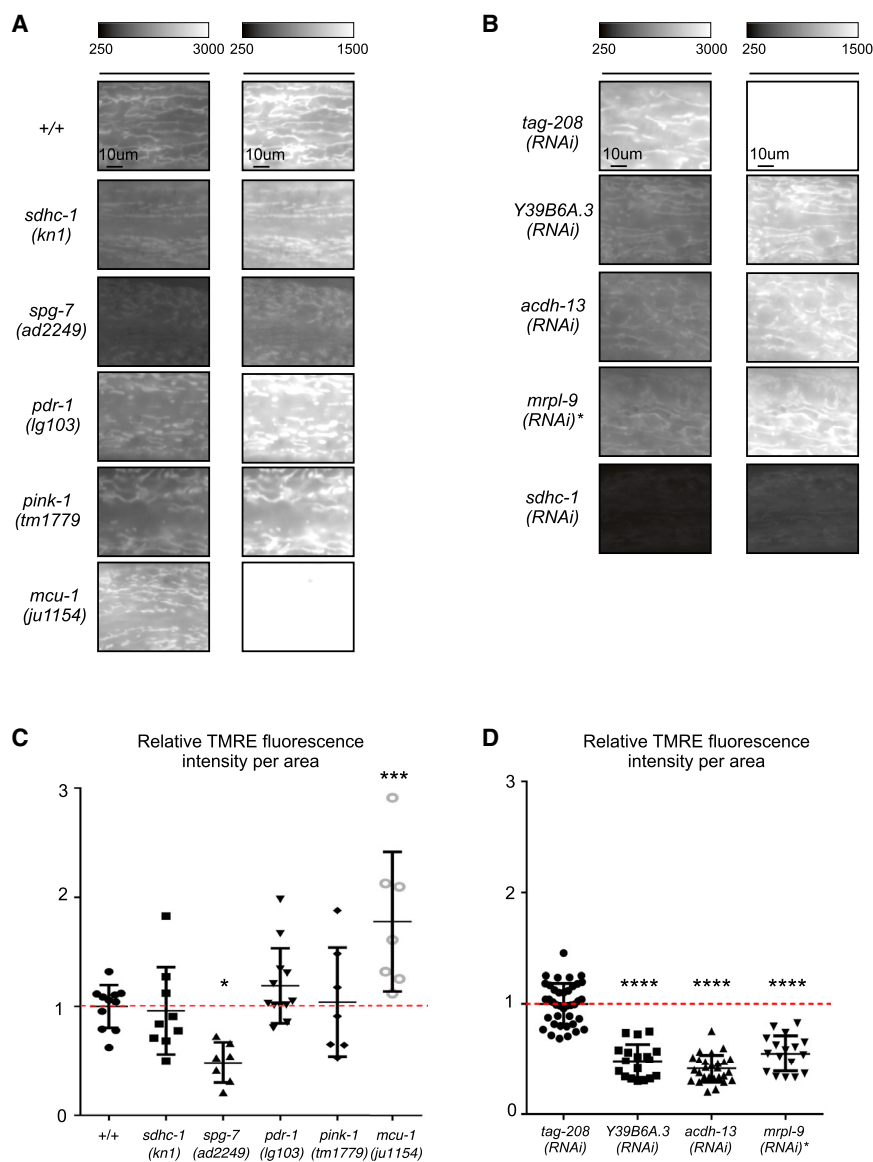 A
250 3000 250 1500
+/+
10um 10um
sdhc-1
(kn1)
spg-7
(ad2249)
pdr-1
(lg103)
pink-1
(tm1779
mcu-1
(ju1154)
B
250 3000 250 1500
tag-208
(RNAi)
10um 10um
Y39B6A.3
(RNAi)
acdh-13
(RNAi)
mrpl-9
(RNAi)*
sdhc-1
(RNAi)
C
Relative TMRE fluorescence
intensity per area
3
2
1
0
*
***
+/+ sdhc-1 spg-7 pdr-1 pink-1 mcu-1
(kn1) (ad2249) (lg103) (tm1779) (ju1154)
D
Relative TMRE fluorescence
intensity per area
3
2
1
0
**** **** ****
tag-208 Y39B6A.3 acdh-13 mrpl-9
(RNAi) (RNAi) (RNAi) (RNAi)*